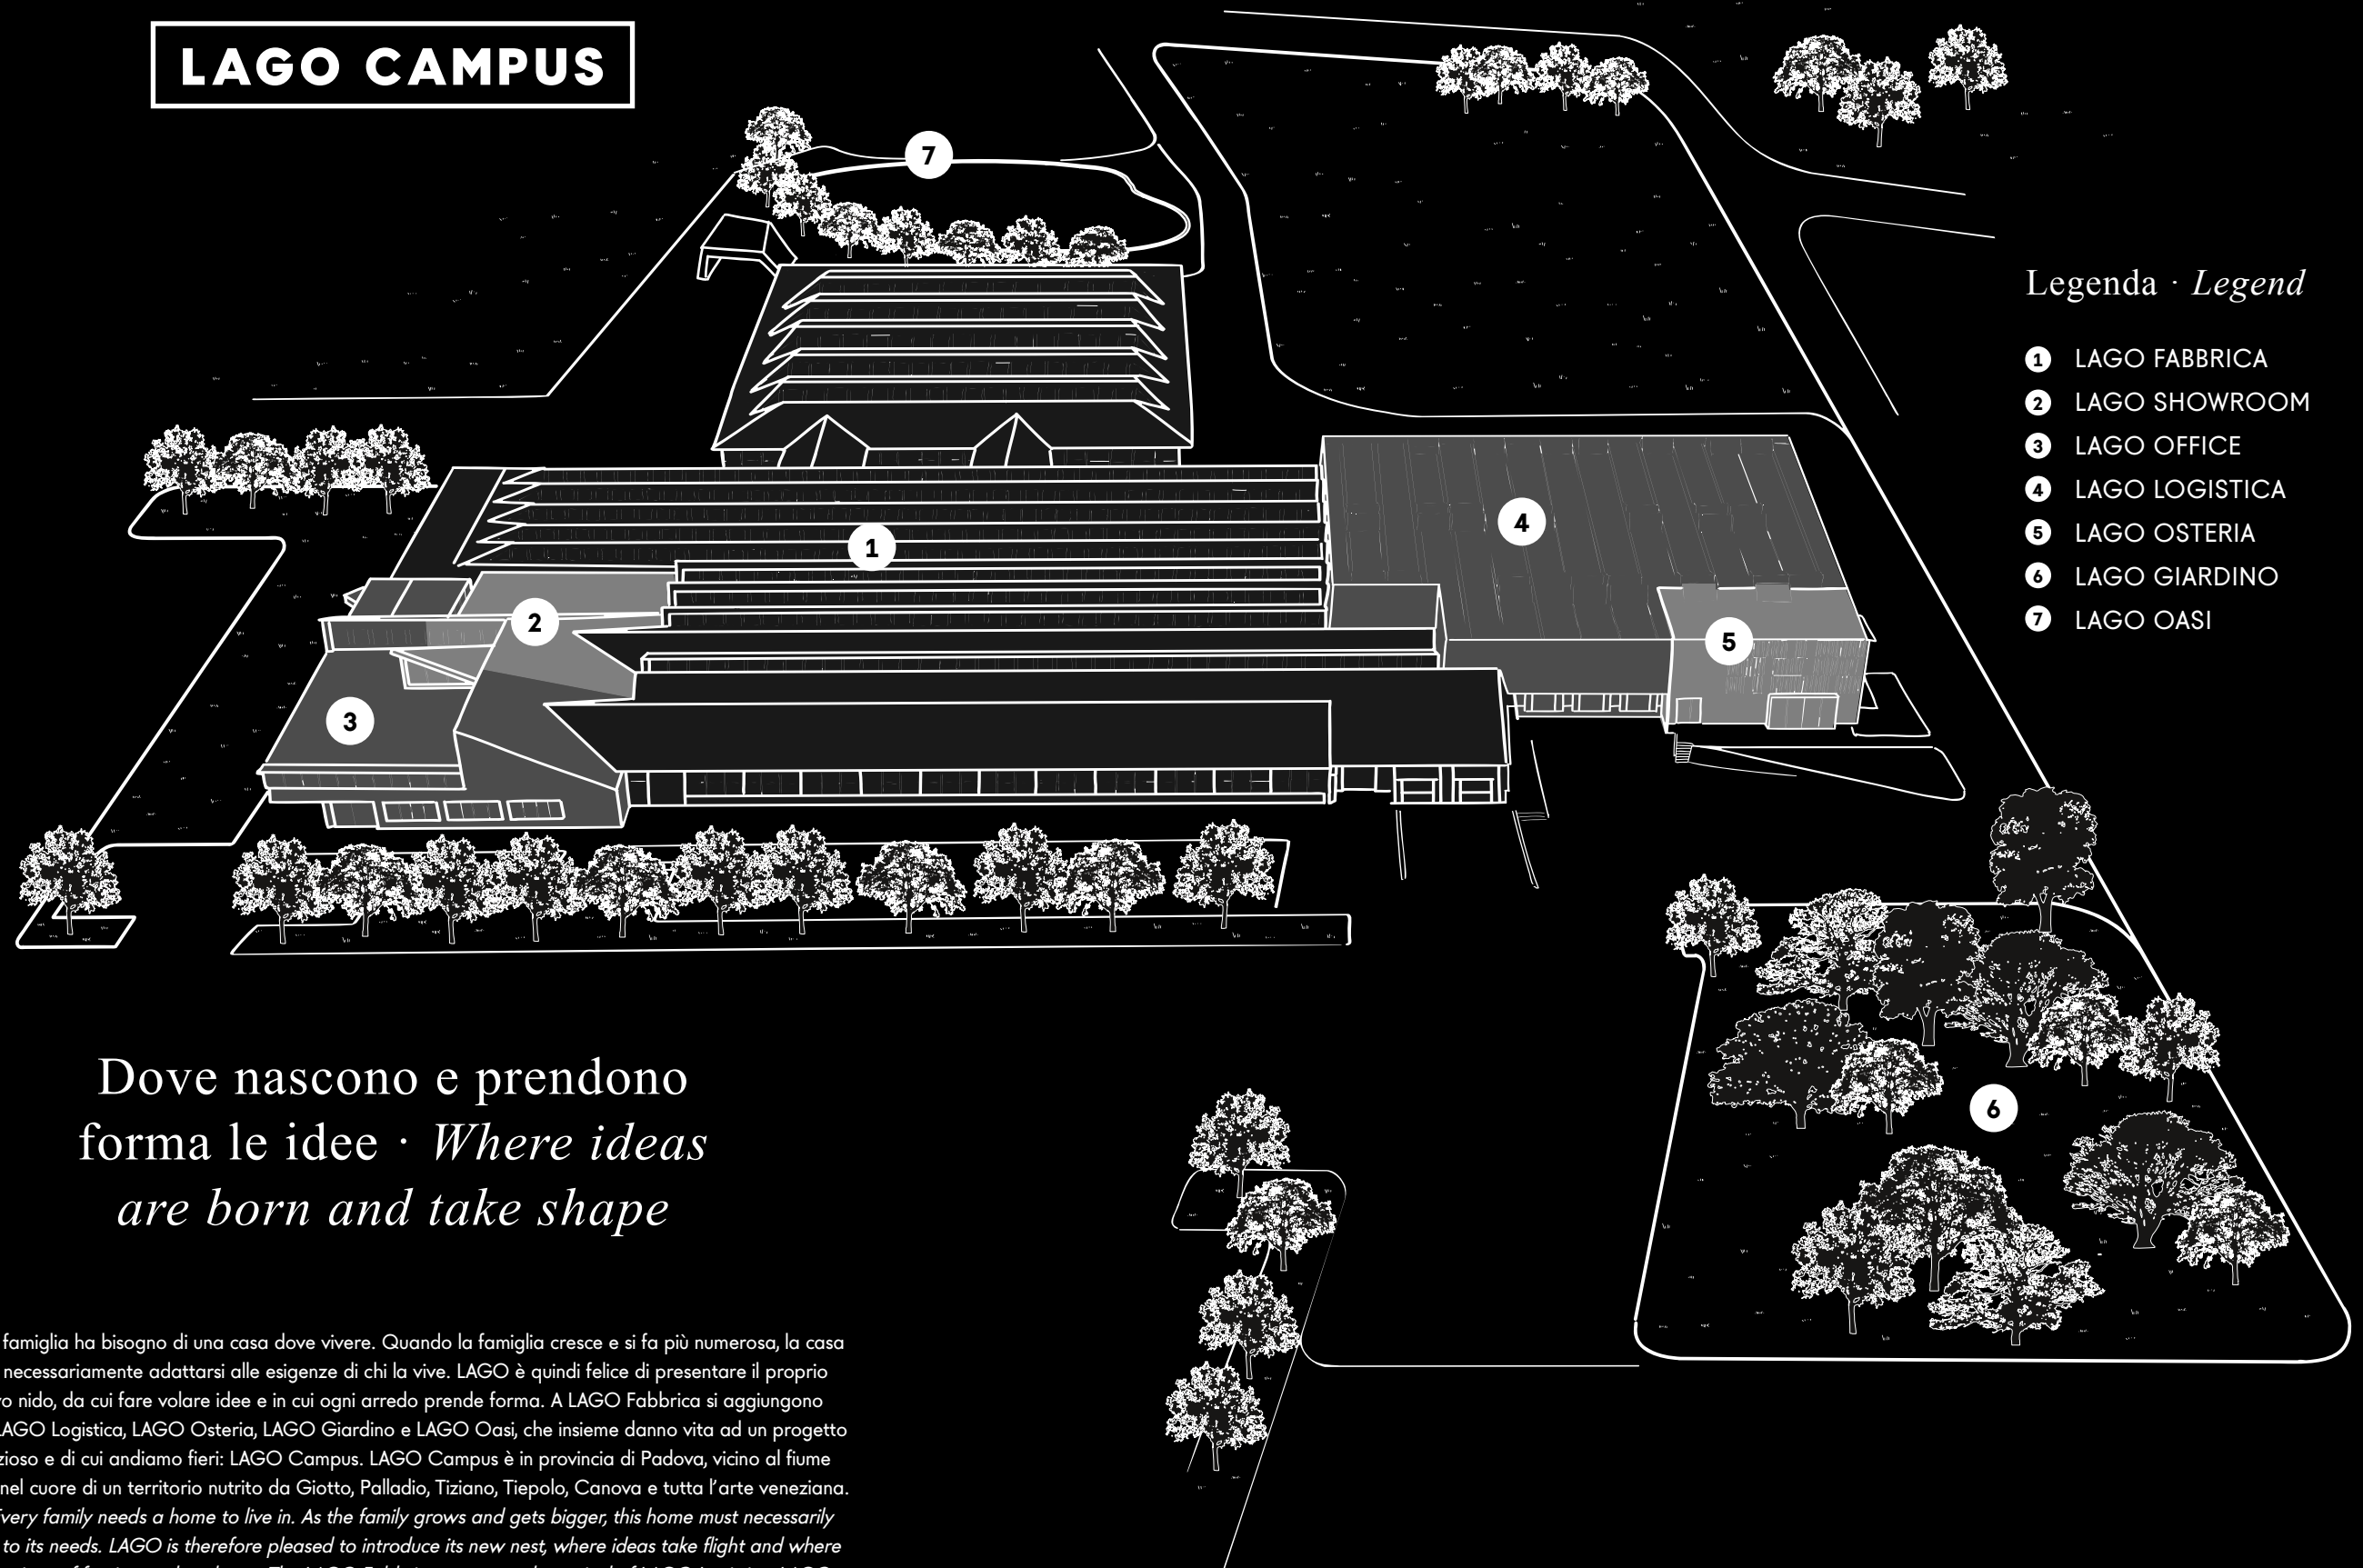 LAGO CAMPUS
7
Legenda · Legend
1 LAGO FABBRICA
2 LAGO SHOWROOM
3 LAGO OFFICE
4 LAGO LOGISTICA
5 LAGO OSTERIA
6 LAGO GIARDINO
7 LAGO OASI
4
1
2
5
3
6
Dove nascono e prendono
forma le idee · Where ideas
are born and take shape
famiglia ha bisogno di una casa dove vivere. Quando la famiglia cresce e si fa più numerosa, la casa
necessariamente adattarsi alle esigenze di chi la vive. LAGO è quindi felice di presentare il proprio
nido, da cui fare volare idee e in cui ogni arredo prende forma. A LAGO Fabbrica si aggiungono
LAGO Logistica, LAGO Osteria, LAGO Giardino e LAGO Oasi, che insieme danno vita ad un progetto
e di cui andiamo fieri: LAGO Campus. LAGO Campus è in provincia di Padova, vicino al fiume
nel cuore di un territorio nutrito da Giotto, Palladio, Tiziano, Tiepolo, Canova e tutta l'arte veneziana.
family needs a home to live in. As the family grows and gets bigger, this home must necessarily
to its needs. LAGO is therefore pleased to introduce its new nest, where ideas take flight and where